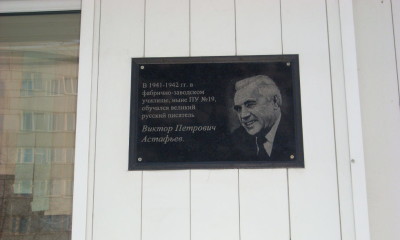 В 1941-1942 гг. в
фабрично-заводском
училище, ныне ПУ №19,
обучался великий
русский писатель
Виктор Петрович
Астафьев.